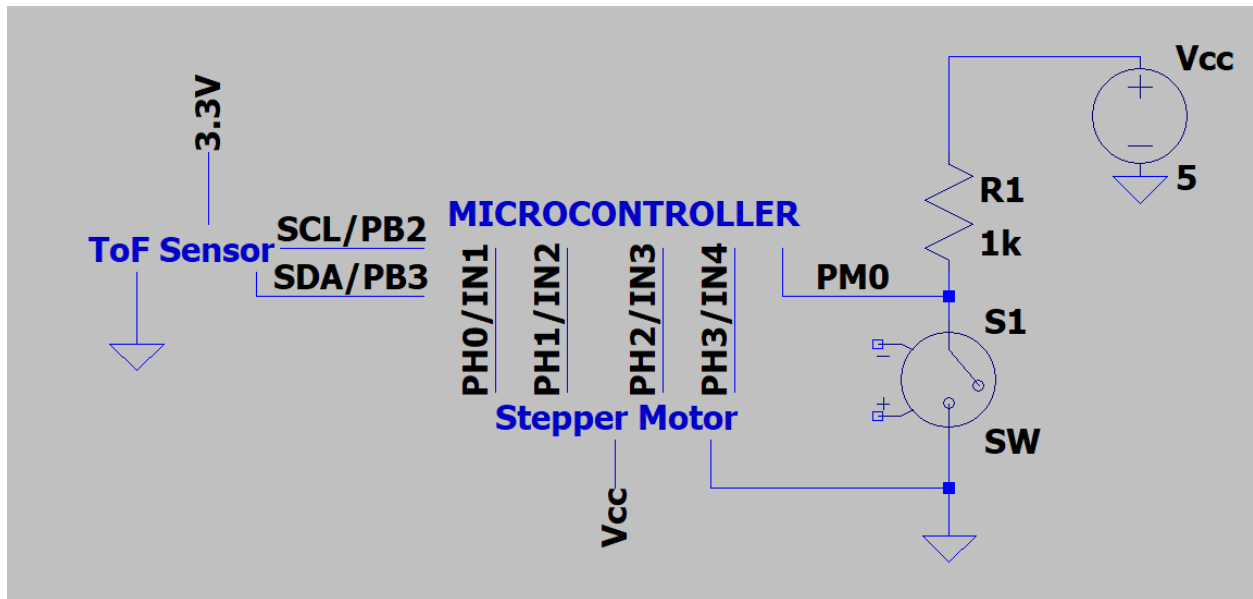 Vcc
3.3V
5
R1
1k
MICROCONTROLLER
ToF Sensor
SCL/PB2
SDA/PB3
PH0/IN1
PH1/IN2
PH2/IN3
PH3/IN4
PM0
S1
SW
Stepper Motor
Vcc